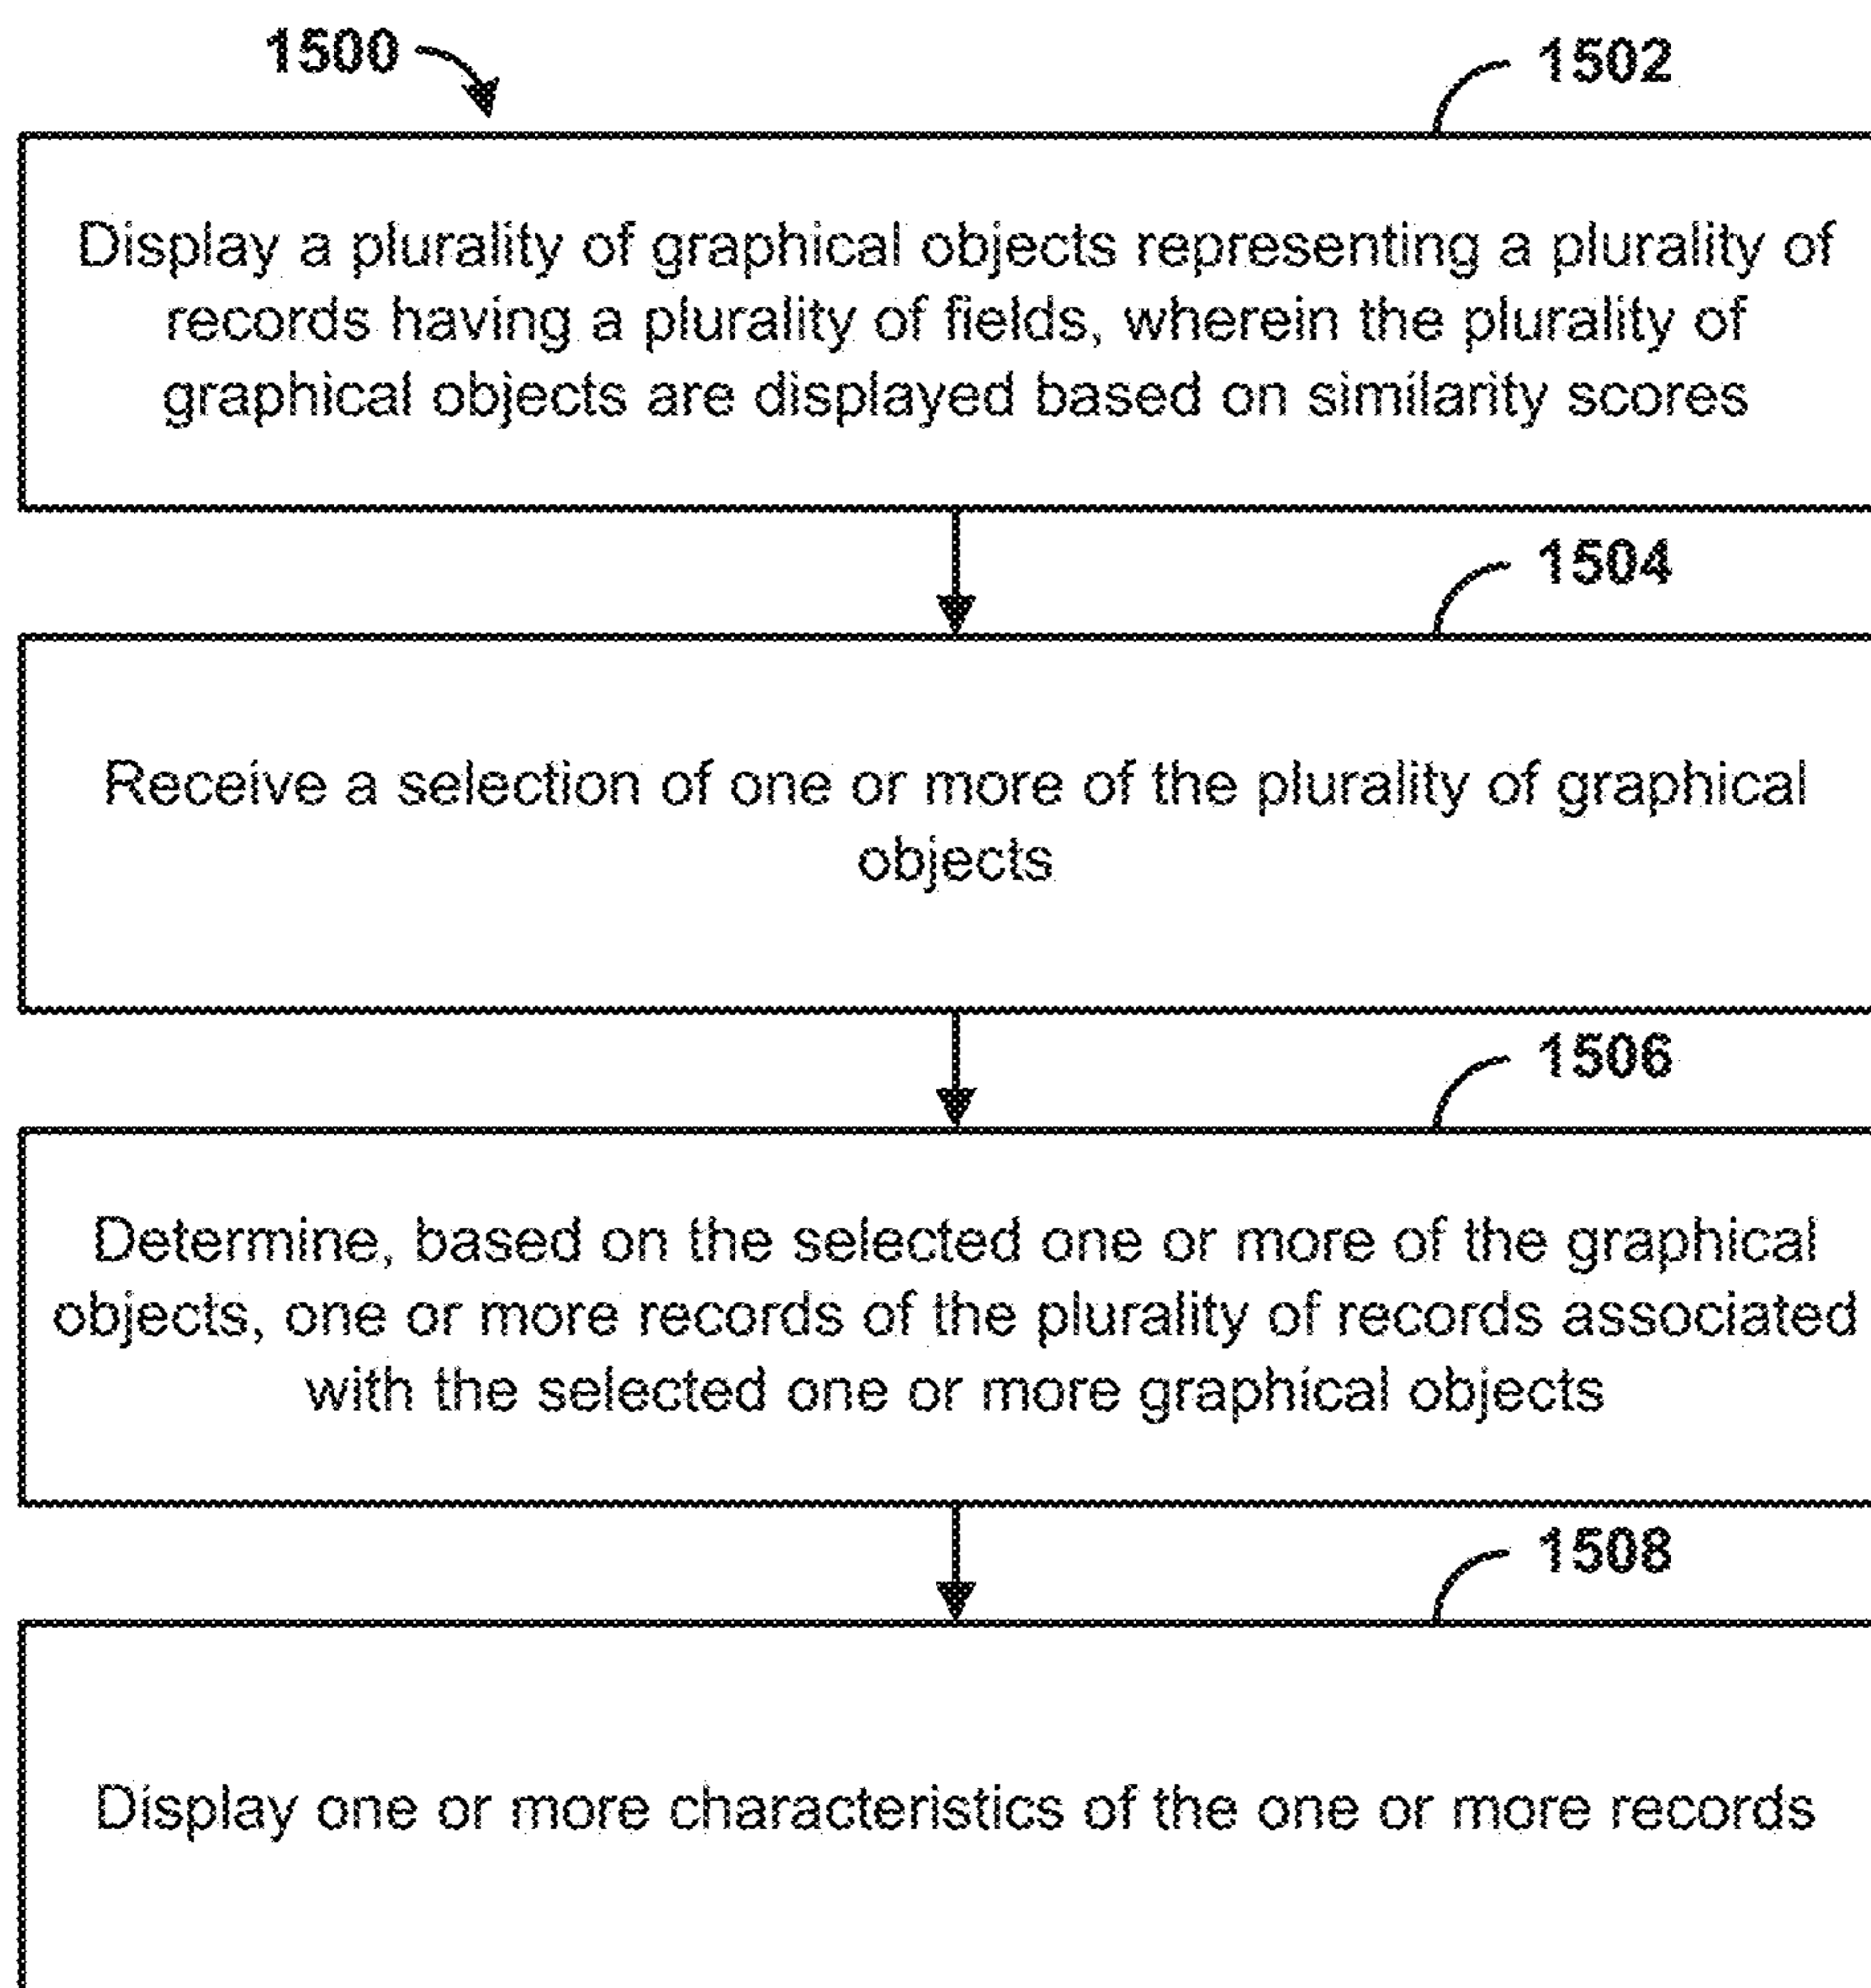 1500
1502
Display a plurality of graphical objects representing a plurality of
records having a plurality of fields, wherein the plurality of
graphical objects are displayed based on similarity scores
1504
Receive a selection of one or more of the plurality of graphical
objects
1506
Determine, based on the selected one or more of the graphical
objects, one or more records of the plurality of records associated
with the selected one or more graphical objects
1508
Display one or more characteristics of the one or more records